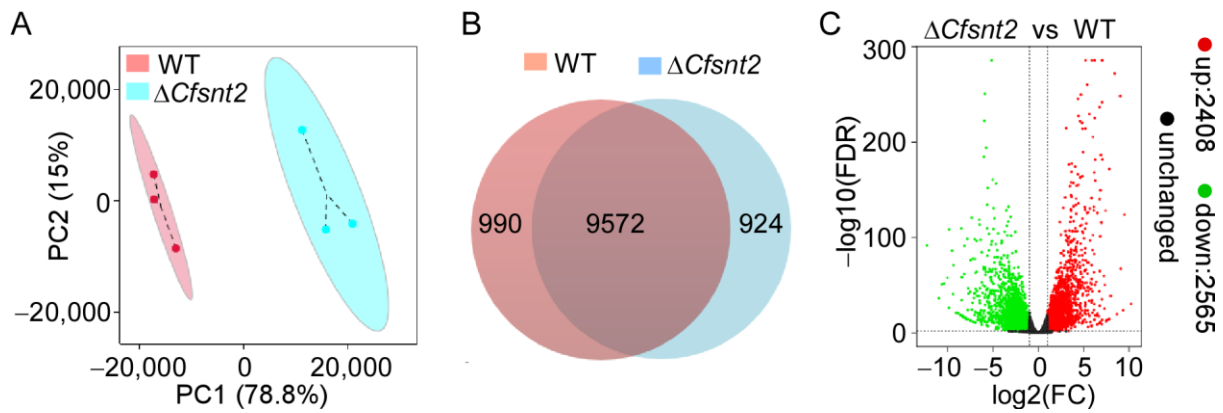 A
WT
ΔCfsnt2
20,000
0
−20,000
PC2 (15%)
−20,000
0
20,000
PC1 (78.8%)
B
WT
ΔCfsnt2
990
9572
924
C
ΔCfsnt2 vs WT
300
200
100
0
−log10(FDR)
−10
−5
0
5
10
log2(FC)
unchanged
up:2408
down:2565